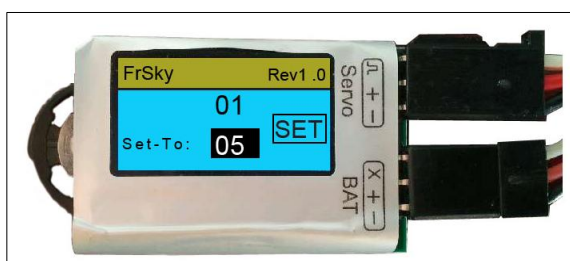 FrSky Rev1 .0
01
Set-To: 05 SET
Servo
⎍ + -
BAT
X + -